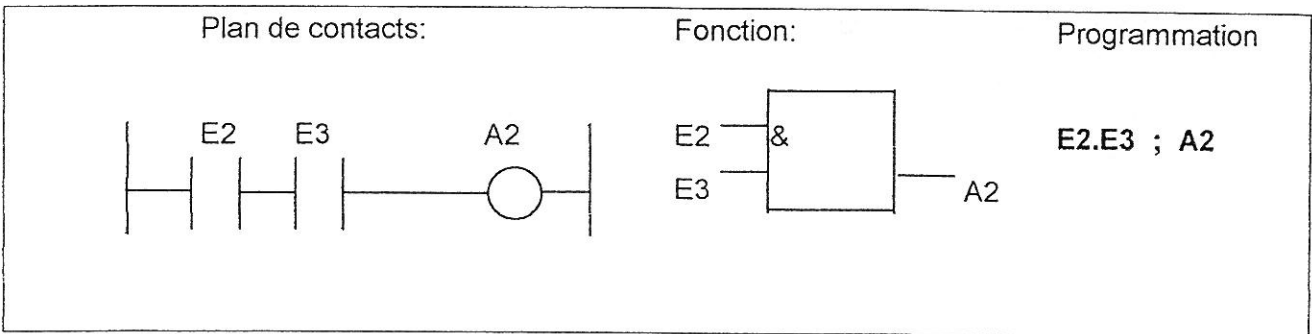 Plan de contacts:
Fonction:
Programmation
E2 E3 A2
E2 &
E3
A2
E2.E3 ; A2